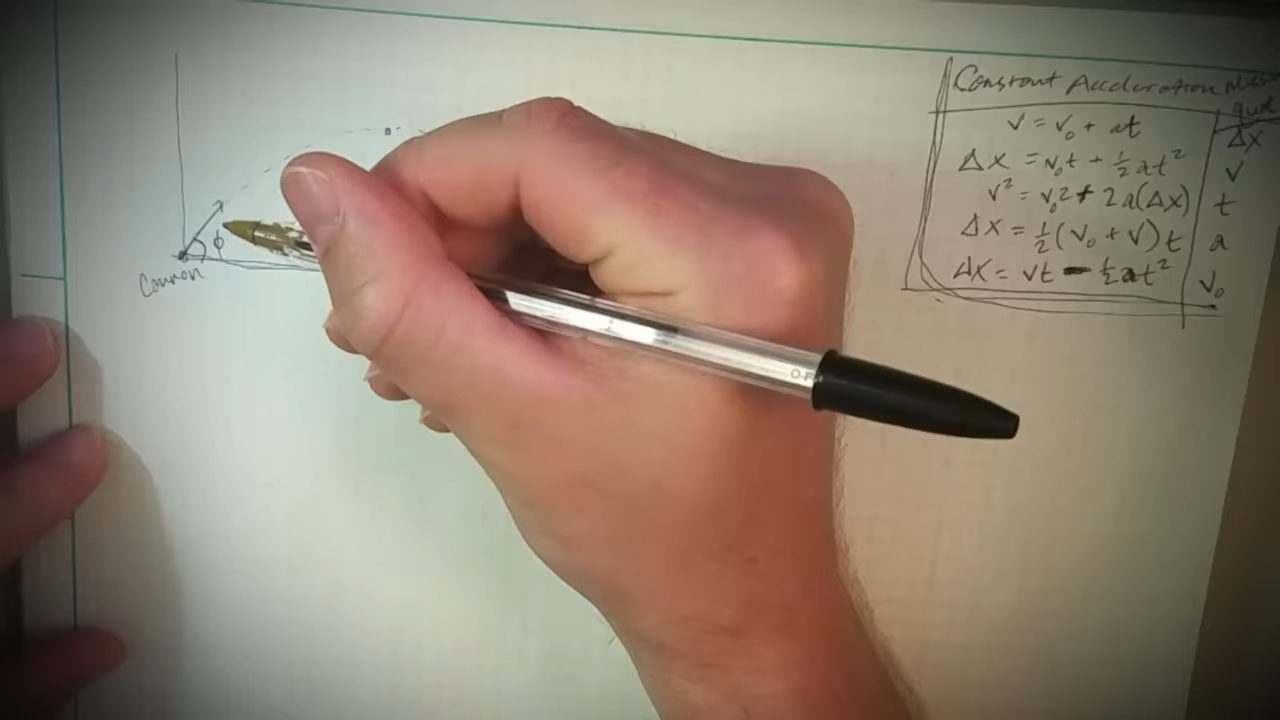 Constant Acceleration
v = v₀ + at
Δx
Δx = v₀t + ½at²
v
v² = v₀2 + 2a(Δx)
t
Δx = ½(v₀ + v)t
a
Δx = vt - ½at²
v₀
ϕ
Cannon